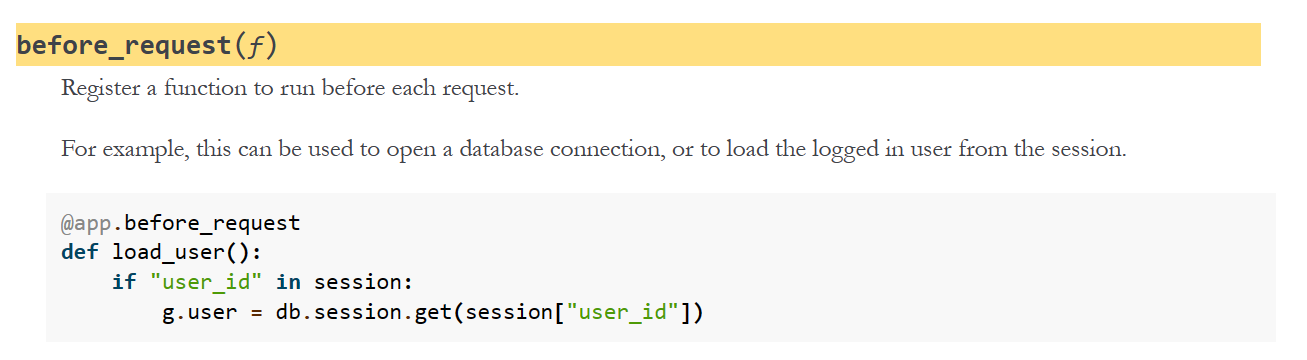 before_request(f)
Register a function to run before each request.
For example, this can be used to open a database connection, or to load the logged in user from the session.
@app.before_request
def load_user():
    if "user_id" in session:
        g.user = db.session.get(session["user_id"])